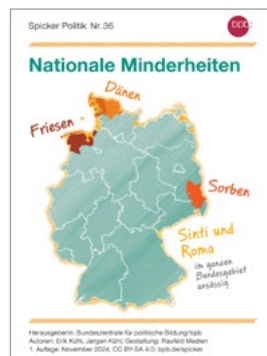 Spicker Politik Nr. 36
bpb:
Nationale Minderheiten
Dänen
Friesen
Sorben
Sinti und
Roma
im ganzen
Bundesgebiet
ansässig
Herausgeberin: Bundeszentrale für politische Bildung/bpb
Autoren: Erik Kühl, Jørgen Kühl; Gestaltung: Raufeld Medien
1. Auflage: November 2024; CC BY-SA 4.0; bpb.de/spicker